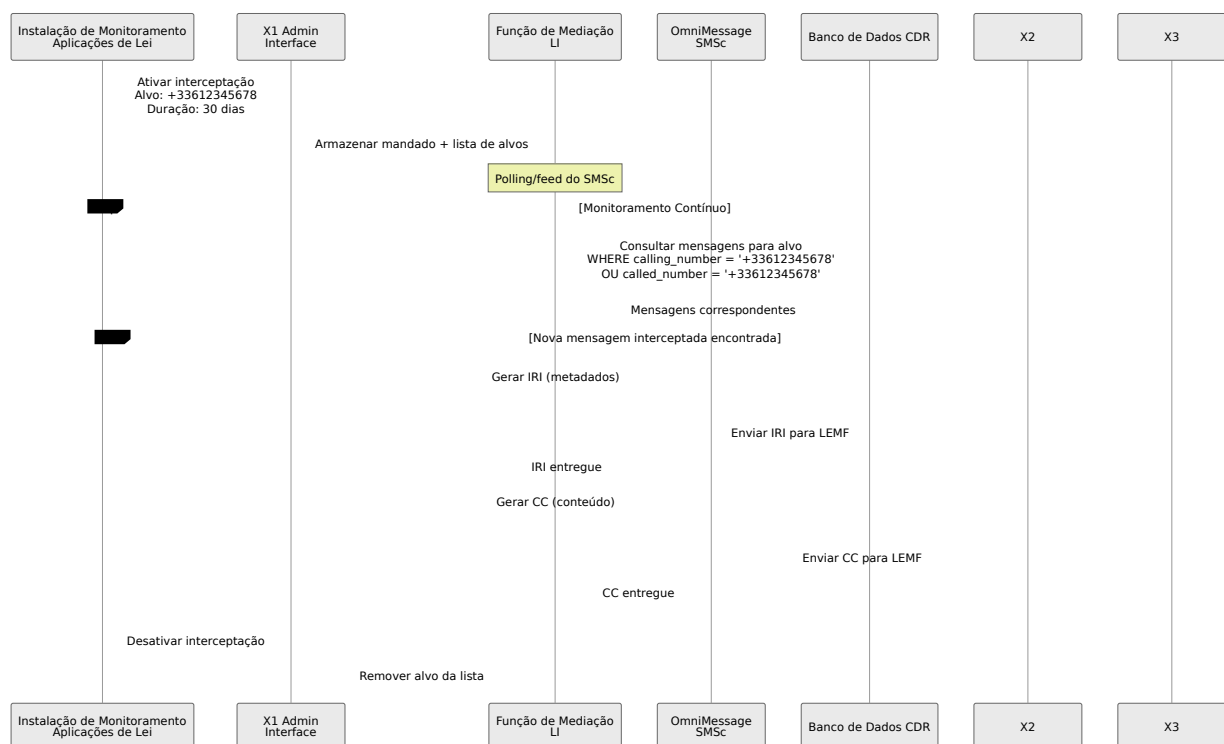 Instalação de Monitoramento
Aplicações de Lei
X1 Admin
Interface
Função de Mediação
LI
OmniMessage
SMSc
Banco de Dados CDR
X2
X3
Ativar interceptação
Alvo: +33612345678
Duração: 30 dias
Armazenar mandado + lista de alvos
Polling/feed do SMSc
[Monitoramento Contínuo]
Consultar mensagens para alvo
WHERE calling_number = '+33612345678'
OU called_number = '+33612345678'
Mensagens correspondentes
[Nova mensagem interceptada encontrada]
Gerar IRI (metadados)
Enviar IRI para LEMF
IRI entregue
Gerar CC (conteúdo)
Enviar CC para LEMF
CC entregue
Desativar interceptação
Remover alvo da lista
Instalação de Monitoramento
Aplicações de Lei
X1 Admin
Interface
Função de Mediação
LI
OmniMessage
SMSc
Banco de Dados CDR
X2
X3